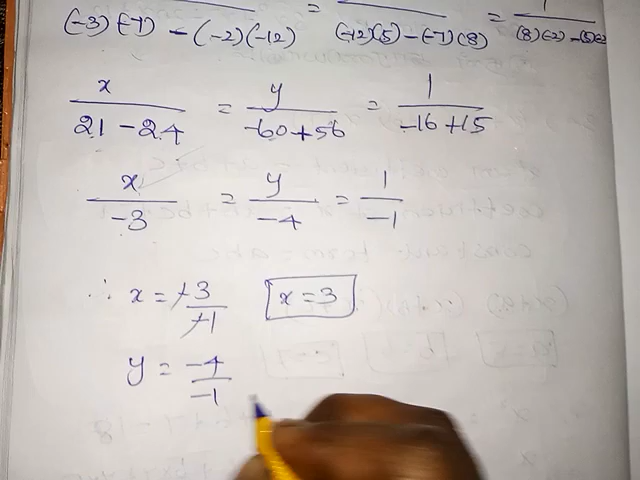 (-3)(-7) - (-2)(-12) = (-12)(5) - (-7)(8) = 1/(8)(-2) - (5)(-3)
x/(21-24) = y/(-60+56) = 1/(-16+15)
x/-3 = y/-4 = 1/-1
∴ x = -3/-1 x = 3
y = -4/-1